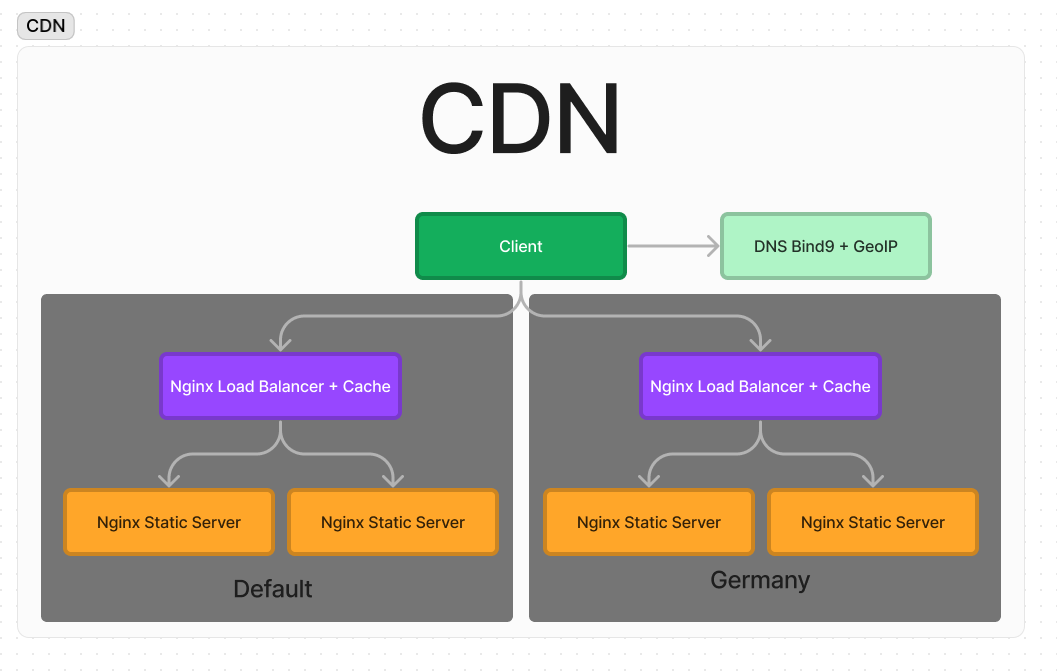 CDN
CDN
Client
DNS Bind9 + GeoIP
Nginx Load Balancer + Cache
Nginx Load Balancer + Cache
Nginx Static Server
Nginx Static Server
Nginx Static Server
Nginx Static Server
Default
Germany